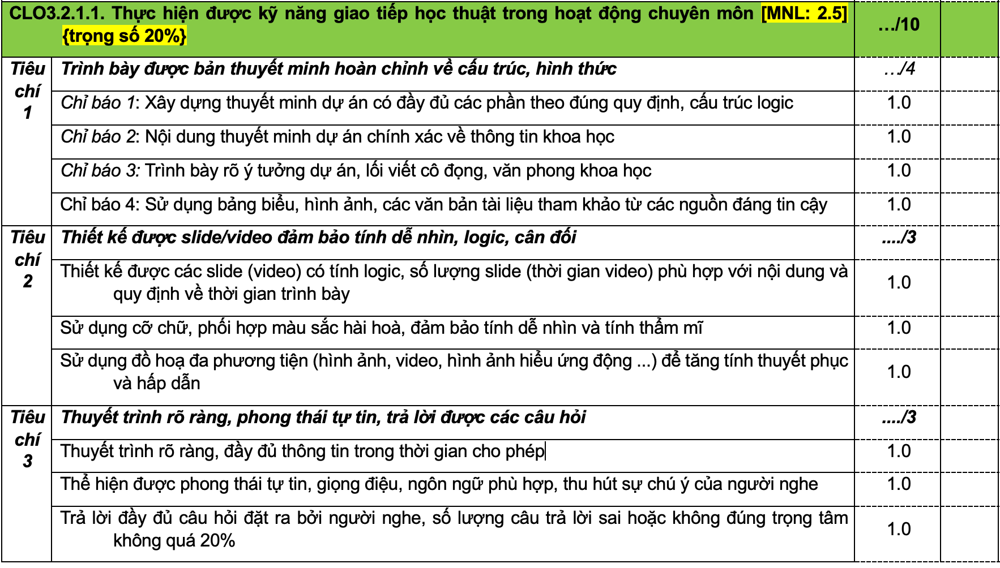 CLO3.2.1.1. Thực hiện được kỹ năng giao tiếp học thuật trong hoạt động chuyên môn [MNL: 2.5]
{trọng số 20%}
…/10
Tiêu
chí
1
Trình bày được bản thuyết minh hoàn chỉnh về cấu trúc, hình thức
…/4
Chỉ báo 1: Xây dựng thuyết minh dự án có đầy đủ các phần theo đúng quy định, cấu trúc logic
1.0
Chỉ báo 2: Nội dung thuyết minh dự án chính xác về thông tin khoa học
1.0
Chỉ báo 3: Trình bày rõ ý tưởng dự án, lối viết cô đọng, văn phong khoa học
1.0
Chỉ báo 4: Sử dụng bảng biểu, hình ảnh, các văn bản tài liệu tham khảo từ các nguồn đáng tin cậy
1.0
Tiêu
chí
2
Thiết kế được slide/video đảm bảo tính dễ nhìn, logic, cân đối
..../3
Thiết kế được các slide (video) có tính logic, số lượng slide (thời gian video) phù hợp với nội dung và
quy định về thời gian trình bày
1.0
Sử dụng cỡ chữ, phối hợp màu sắc hài hoà, đảm bảo tính dễ nhìn và tính thẩm mĩ
1.0
Sử dụng đồ hoạ đa phương tiện (hình ảnh, video, hình ảnh hiểu ứng động ...) để tăng tính thuyết phục
và hấp dẫn
1.0
Tiêu
chí
3
Thuyết trình rõ ràng, phong thái tự tin, trả lời được các câu hỏi
..../3
Thuyết trình rõ ràng, đầy đủ thông tin trong thời gian cho phép
1.0
Thể hiện được phong thái tự tin, giọng điệu, ngôn ngữ phù hợp, thu hút sự chú ý của người nghe
1.0
Trả lời đầy đủ câu hỏi đặt ra bởi người nghe, số lượng câu trả lời sai hoặc không đúng trọng tâm
không quá 20%
1.0